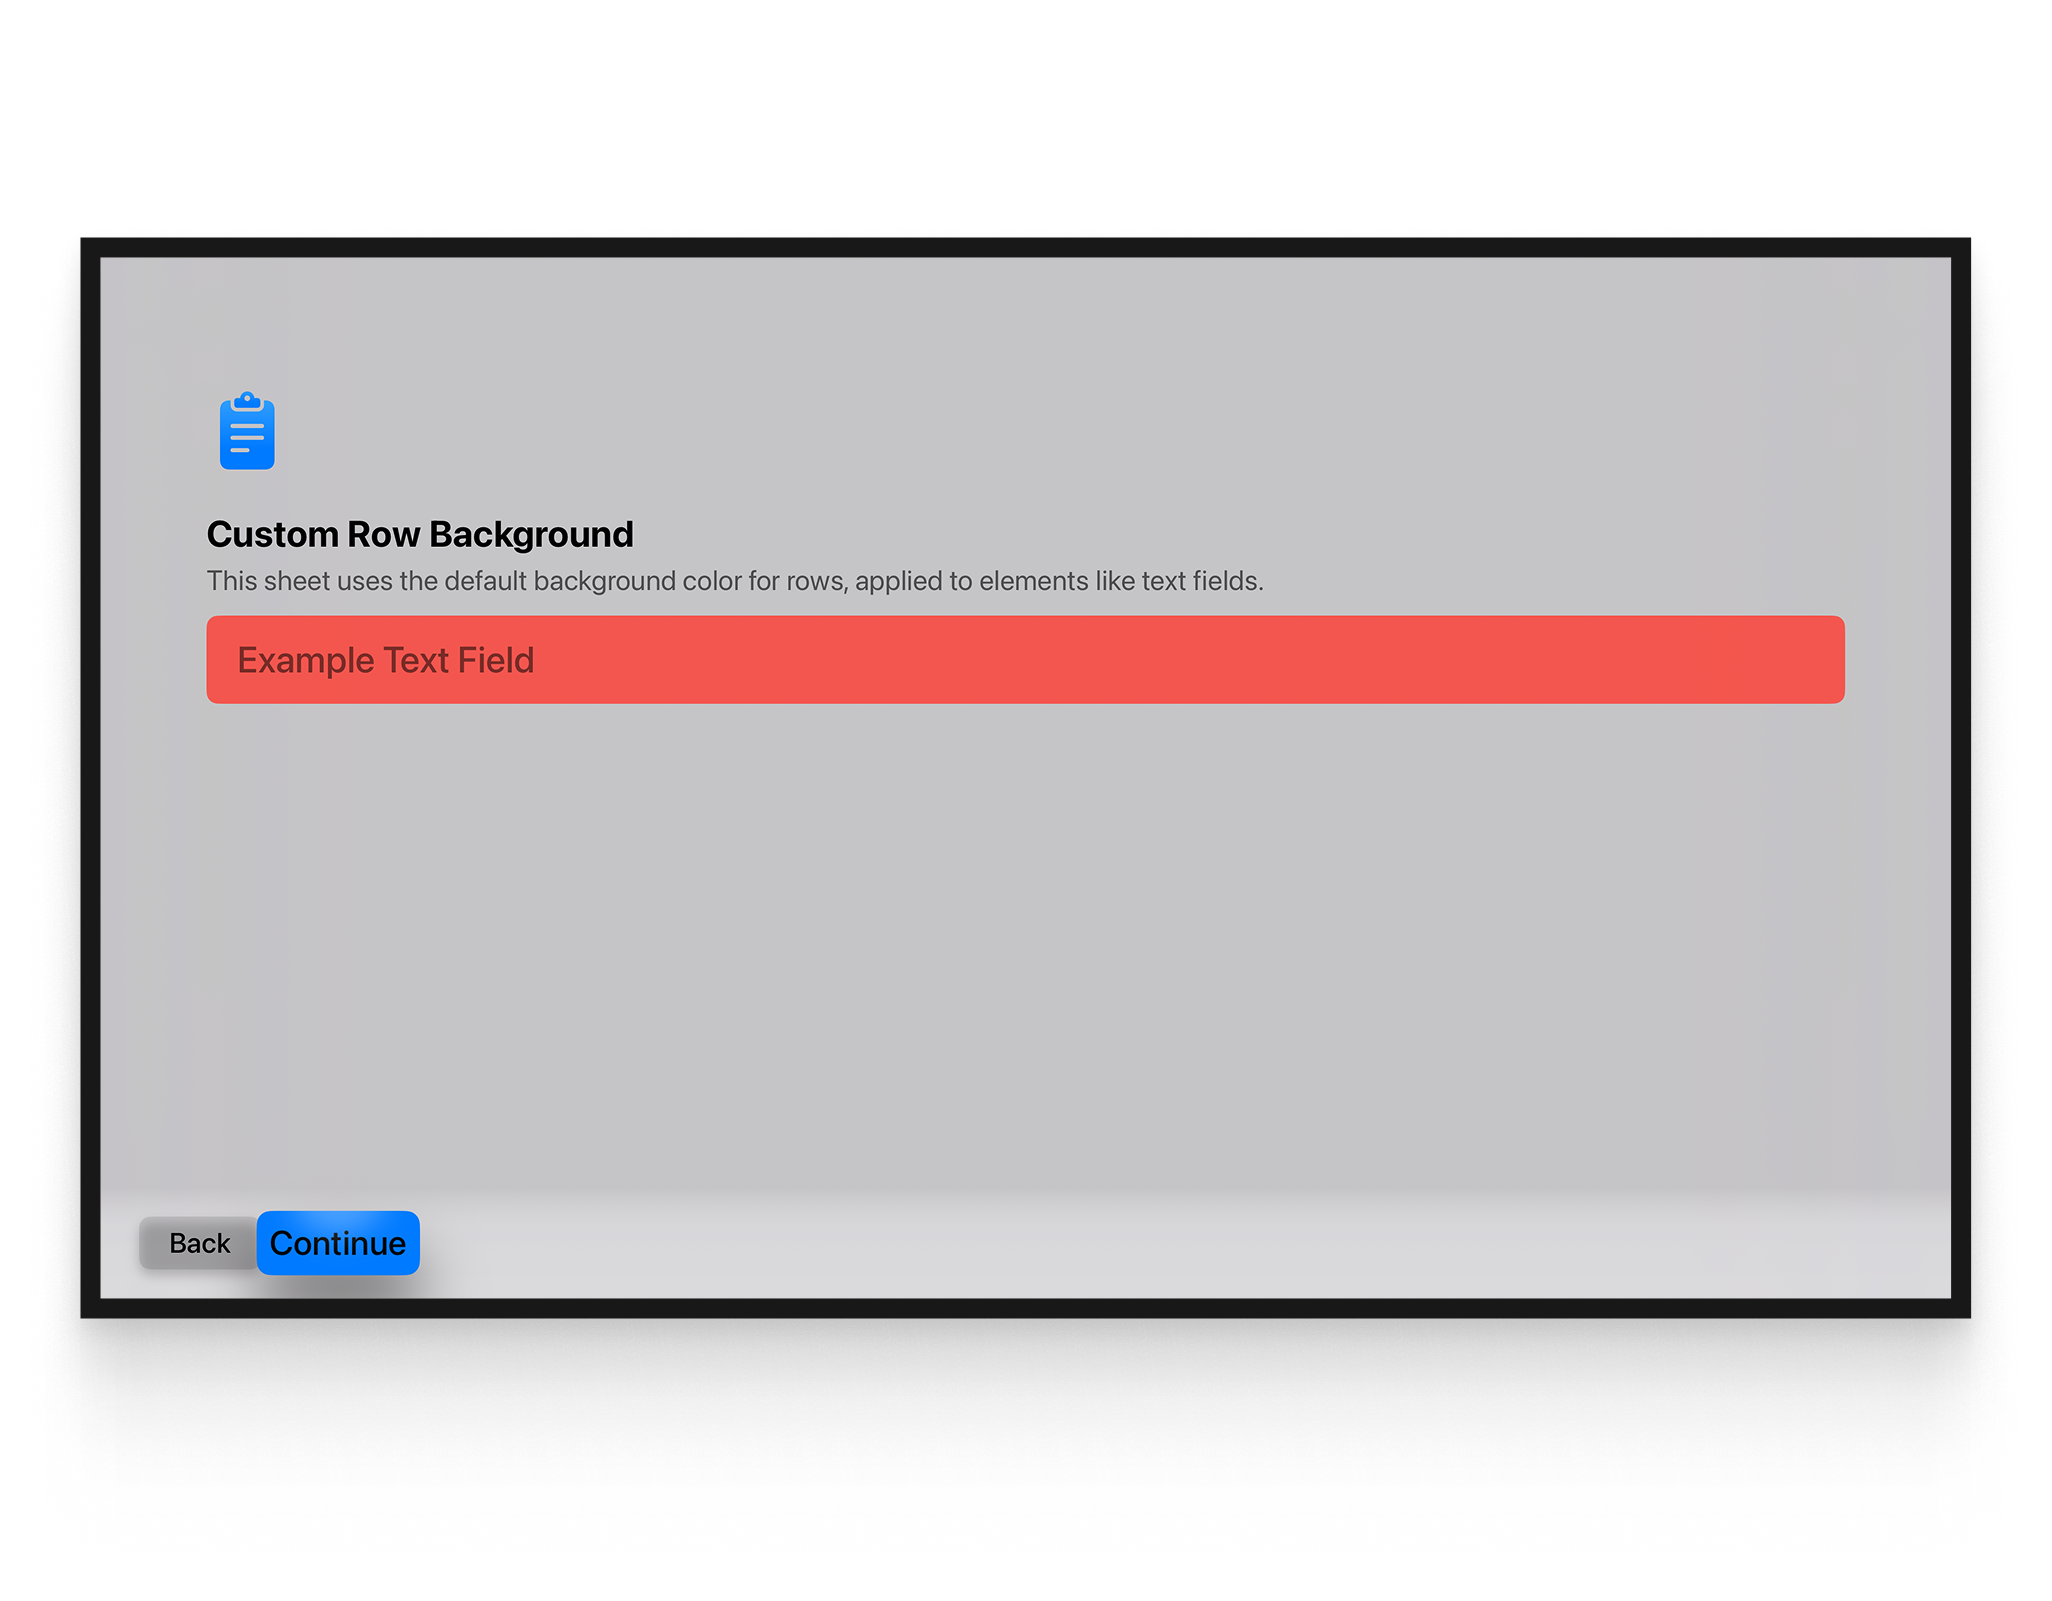 Custom Row Background
This sheet uses the default background color for rows, applied to elements like text fields.
Example Text Field
Back
Continue